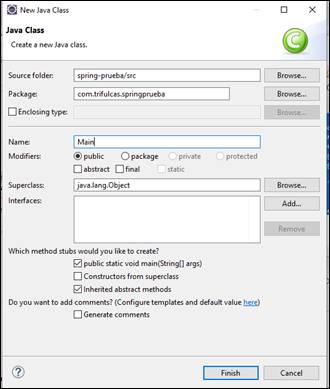 New Java Class
Java Class
Create a new Java class.
Source folder: spring-prueba/src Browse...
Package: com.trifulcas.springprueba Browse...
Enclosing type: Browse...
Name: Main
Modifiers: public package private protected
abstract final static
Superclass: java.lang.Object Browse...
Interfaces: Add...
Remove
Which method stubs would you like to create?
public static void main(String[] args)
Constructors from superclass
Inherited abstract methods
Do you want to add comments? (Configure templates and default value here)
Generate comments
? Finish Cancel